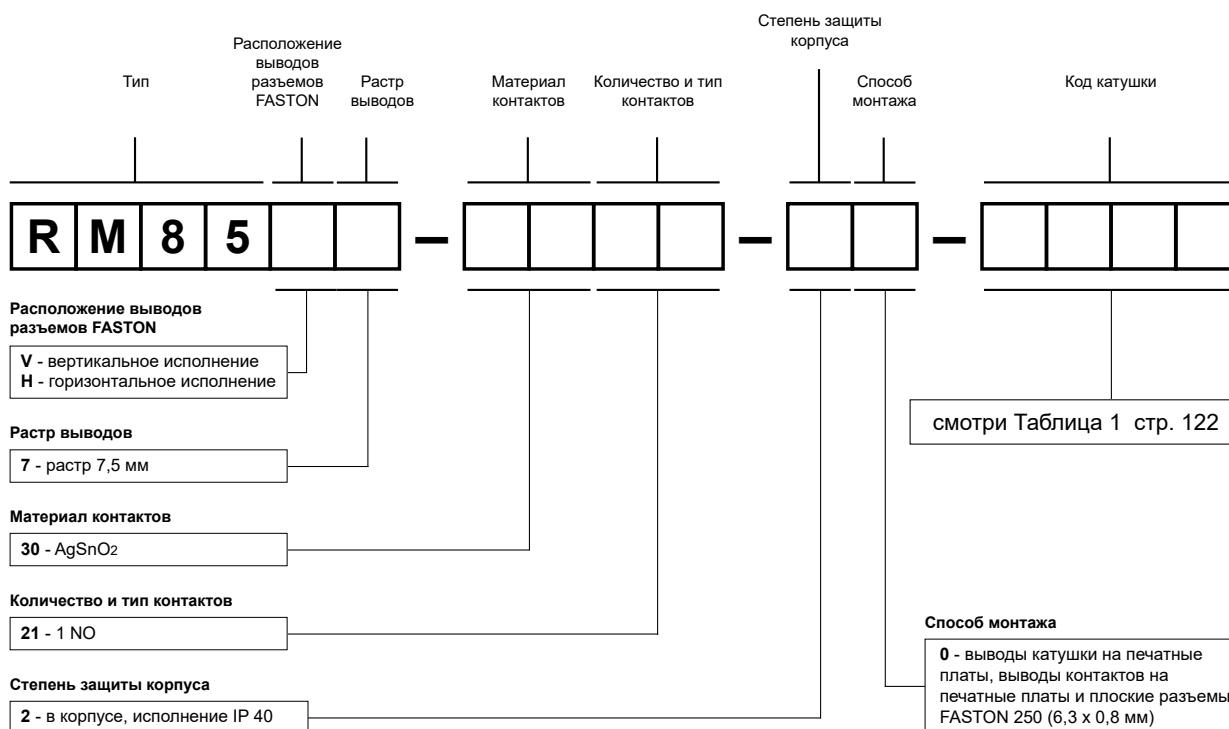 Степень защиты
корпуса
Расположение
выводов
разъемов
FASTON
Тип
Растр
выводов
Материал
контактов
Количество и тип
контактов
Способ
монтажа
Код катушки
R M 8 5 – – –
Расположение выводов
разъемов FASTON
V - вертикальное исполнение
H - горизонтальное исполнение
смотри Таблица 1 стр. 122
Растр выводов
7 - растр 7,5 мм
Материал контактов
30 - AgSnO2
Количество и тип контактов
21 - 1 NO
Степень защиты корпуса
2 - в корпусе, исполнение IP 40
Способ монтажа
0 - выводы катушки на печатные
платы, выводы контактов на
печатные платы и плоские разъемы
FASTON 250 (6,3 x 0,8 мм)